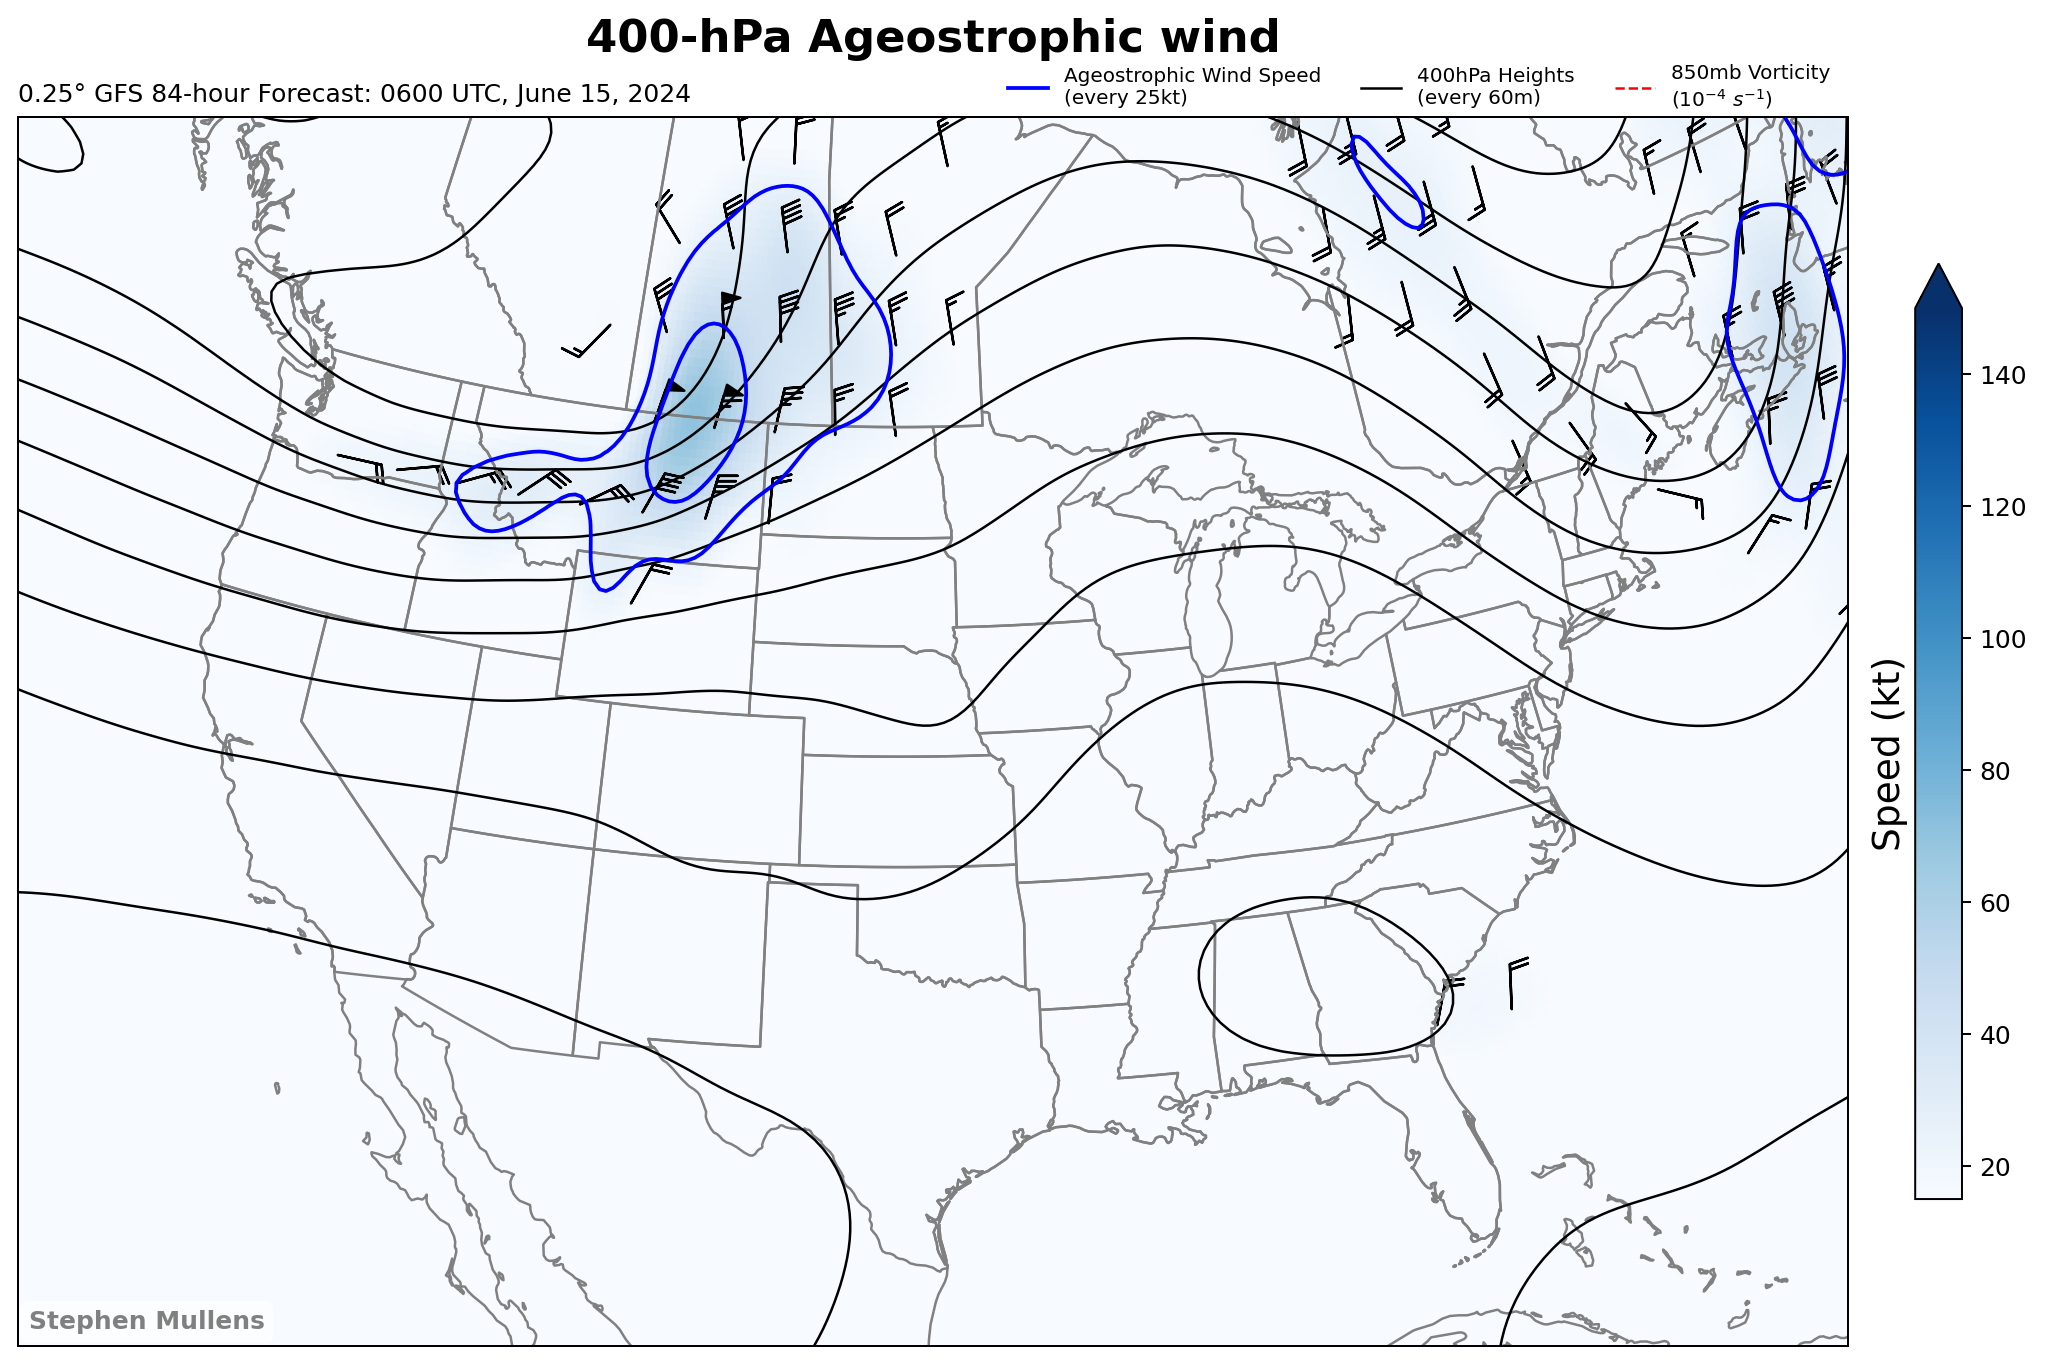 400-hPa Ageostrophic wind
0.25° GFS 84-hour Forecast: 0600 UTC, June 15, 2024
Ageostrophic Wind Speed
(every 25kt)
400hPa Heights
(every 60m)
850mb Vorticity
(10⁻⁴ s⁻¹)
140
120
100
80
60
40
20
Speed (kt)
Stephen Mullens